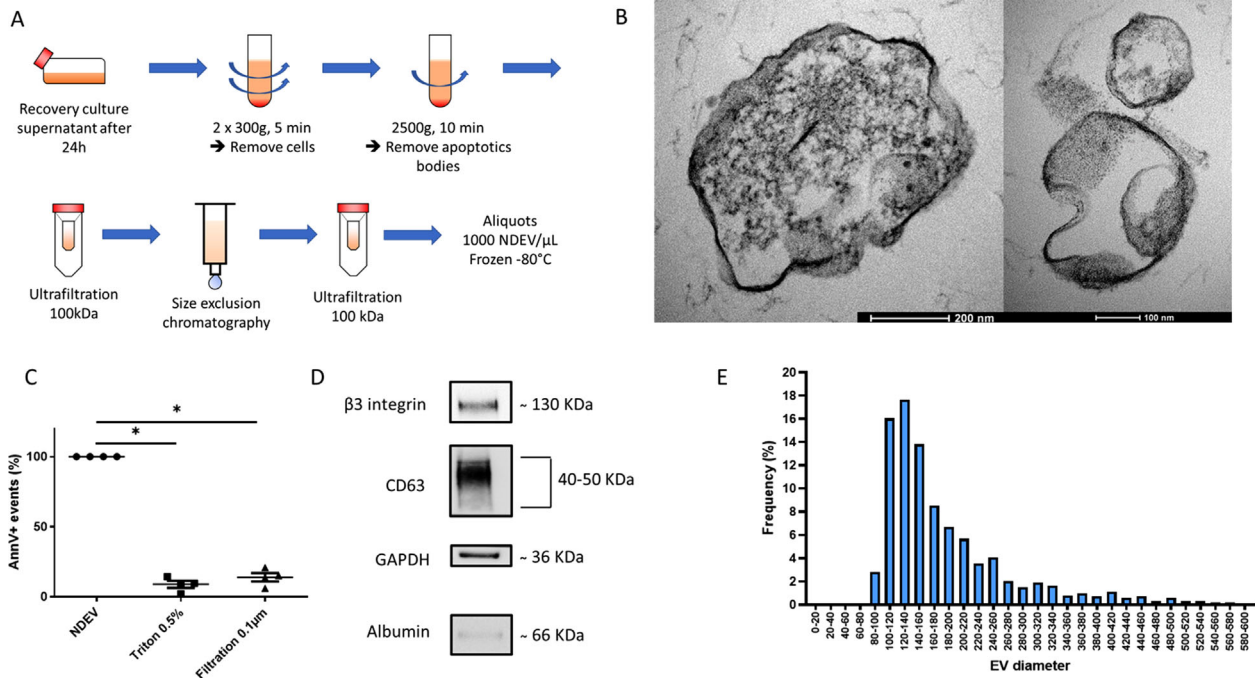 A
Recovery culture
supernatant after
24h
2 x 300g, 5 min
➔ Remove cells
2500g, 10 min
➔ Remove apoptotics
bodies
Ultrafiltration
100kDa
Size exclusion
chromatography
Ultrafiltration
100 kDa
Aliquots
1000 NDEV/µL
Frozen -80°C
B
200 nm
100 nm
C
*
*
AnnV+ events (%)
100
50
0
NDEV
Triton 0.5%
Filtration 0.1µm
D
β3 integrin
~ 130 KDa
CD63
40-50 KDa
GAPDH
~ 36 KDa
Albumin
~ 66 KDa
E
Frequency (%)
20
18
16
14
12
10
8
6
4
2
0
0-20
20-40
40-60
60-80
80-100
100-120
120-140
140-160
160-180
180-200
200-220
220-240
240-260
260-280
280-300
300-320
320-340
340-360
360-380
380-400
400-420
420-440
440-460
460-480
480-500
500-520
520-540
540-560
560-580
580-600
EV diameter